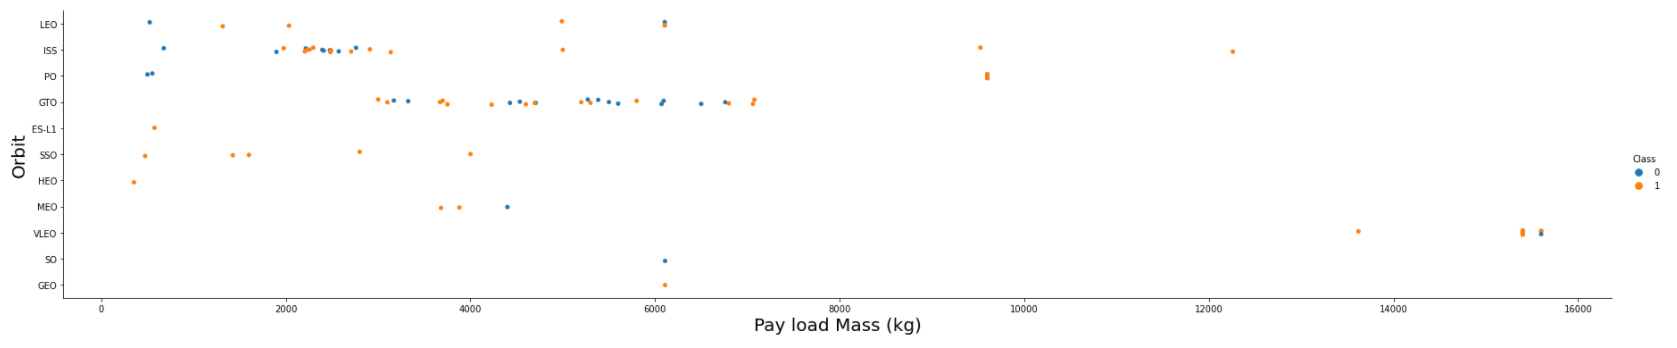 LEO
ISS
PO
GTO
ES-L1
SSO
HEO
MEO
VLEO
SO
GEO
Orbit
0 2000 4000 6000 8000 10000 12000 14000 16000
Pay load Mass (kg)
Class
0
1